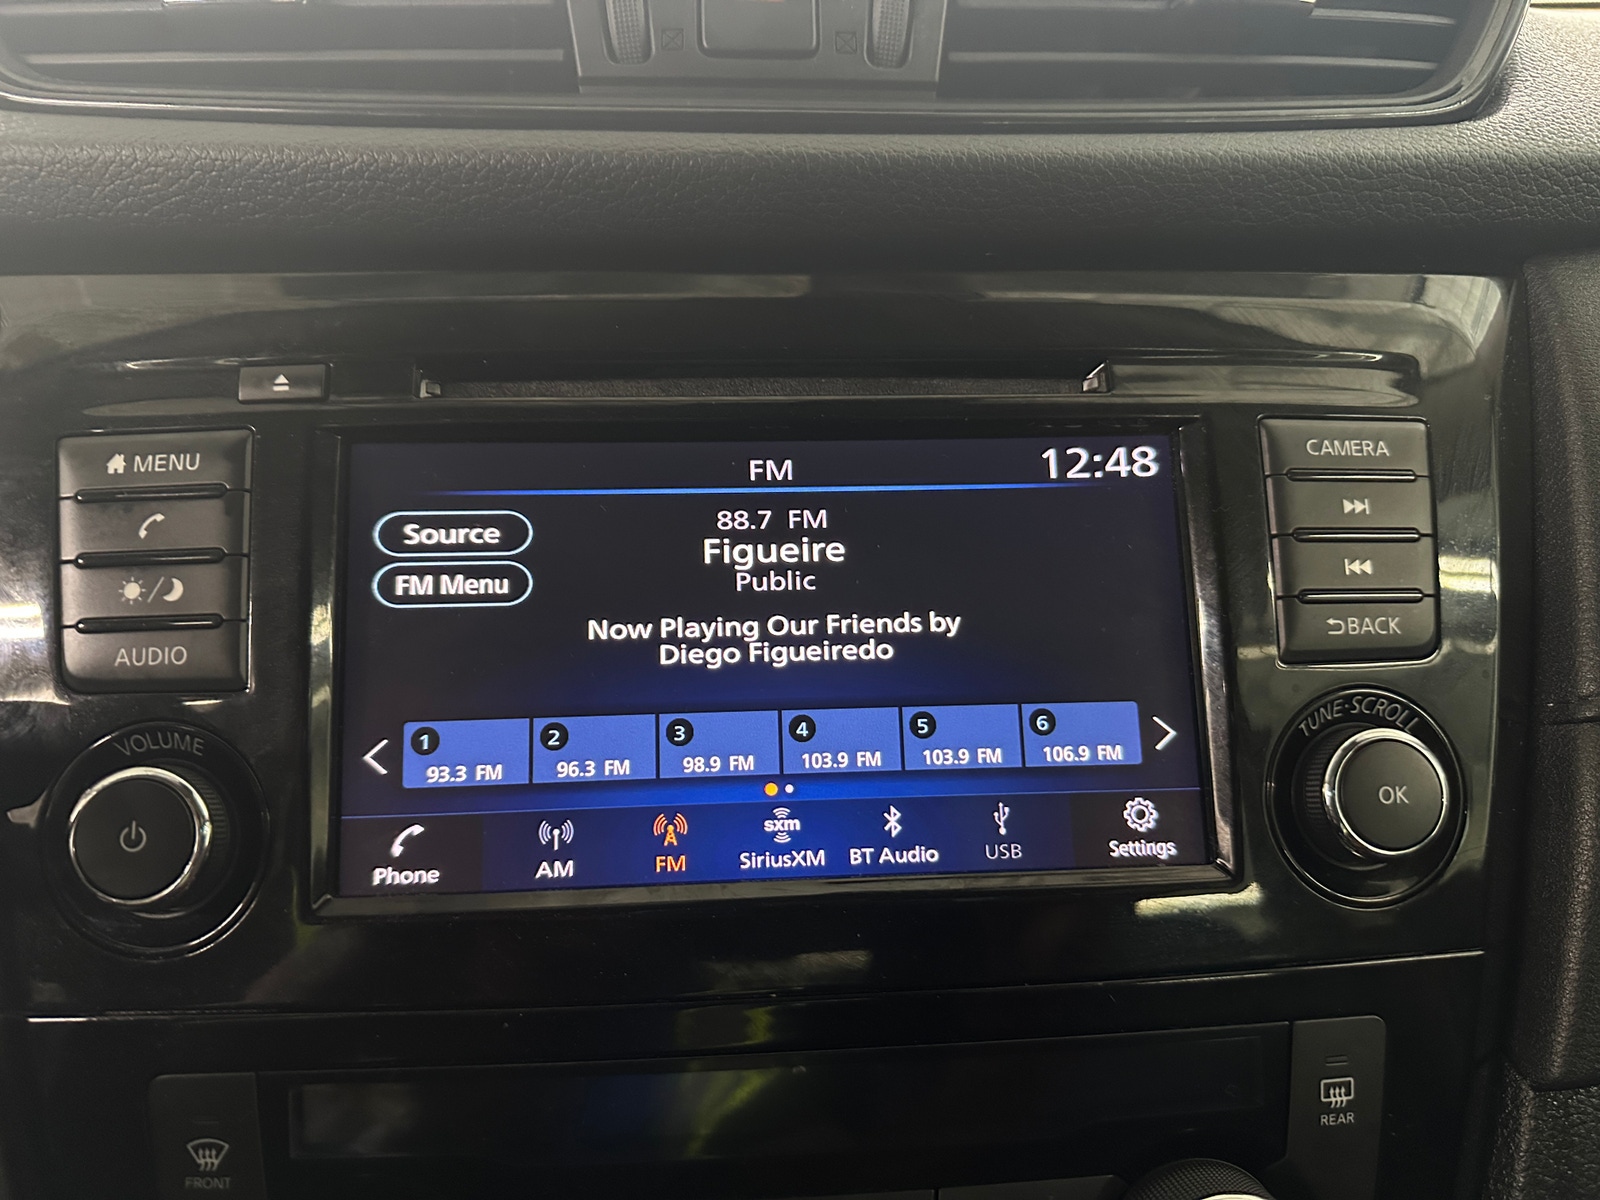 MENU
AUDIO
VOLUME
FM
12:48
Source
FM Menu
88.7 FM
Figueire
Public
Now Playing Our Friends by
Diego Figueiredo
1
93.3 FM
2
96.3 FM
3
98.9 FM
4
103.9 FM
5
103.9 FM
6
106.9 FM
Phone
AM
FM
sxm
SiriusXM
BT Audio
USB
Settings
CAMERA
BACK
TUNE·SCROLL
OK
FRONT
REAR